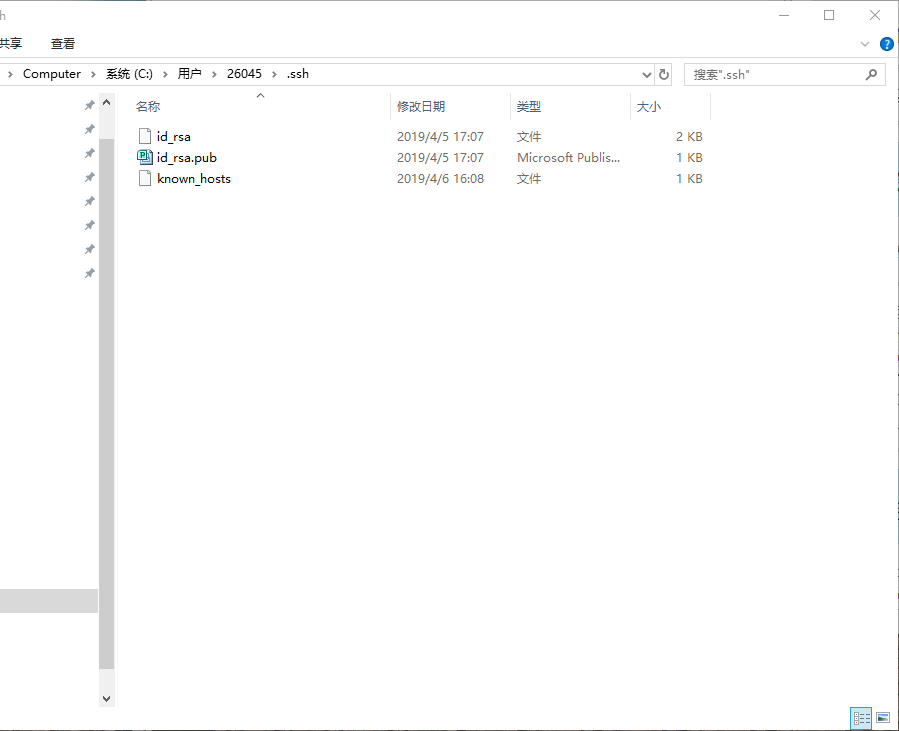 h
共享 查看
Computer 系统 (C:) 用户 26045 .ssh 搜索".ssh"
名称 修改日期 类型 大小
id_rsa 2019/4/5 17:07 文件 2 KB
id_rsa.pub 2019/4/5 17:07 Microsoft Publis... 1 KB
known_hosts 2019/4/6 16:08 文件 1 KB